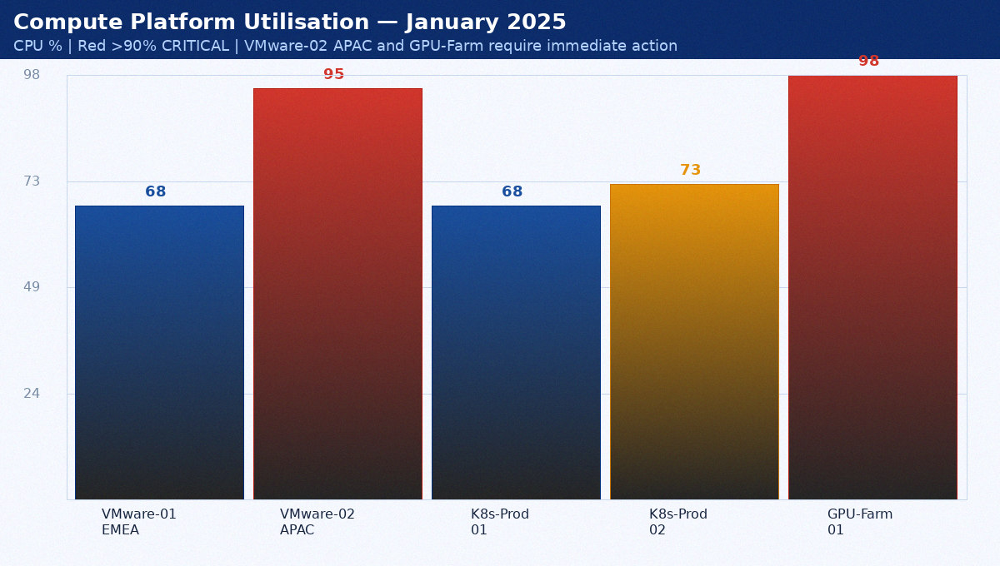 Compute Platform Utilisation — January 2025
CPU % | Red >90% CRITICAL | VMware-02 APAC and GPU-Farm require immediate action
98
73
49
24
68
95
68
73
98
VMware-01
EMEA
VMware-02
APAC
K8s-Prod
01
K8s-Prod
02
GPU-Farm
01